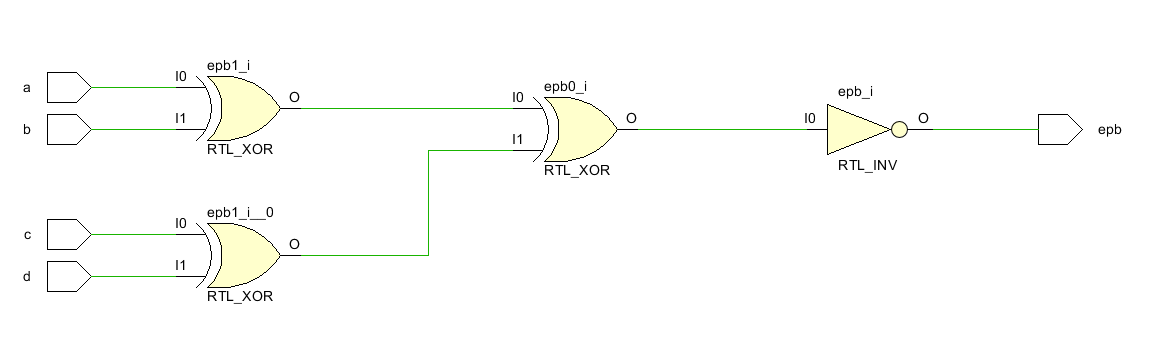 a
b
I0
I1
epb1_i
O
RTL_XOR
c
d
I0
I1
epb1_i__0
O
RTL_XOR
I0
I1
epb0_i
O
RTL_XOR
I0
epb_i
O
RTL_INV
epb